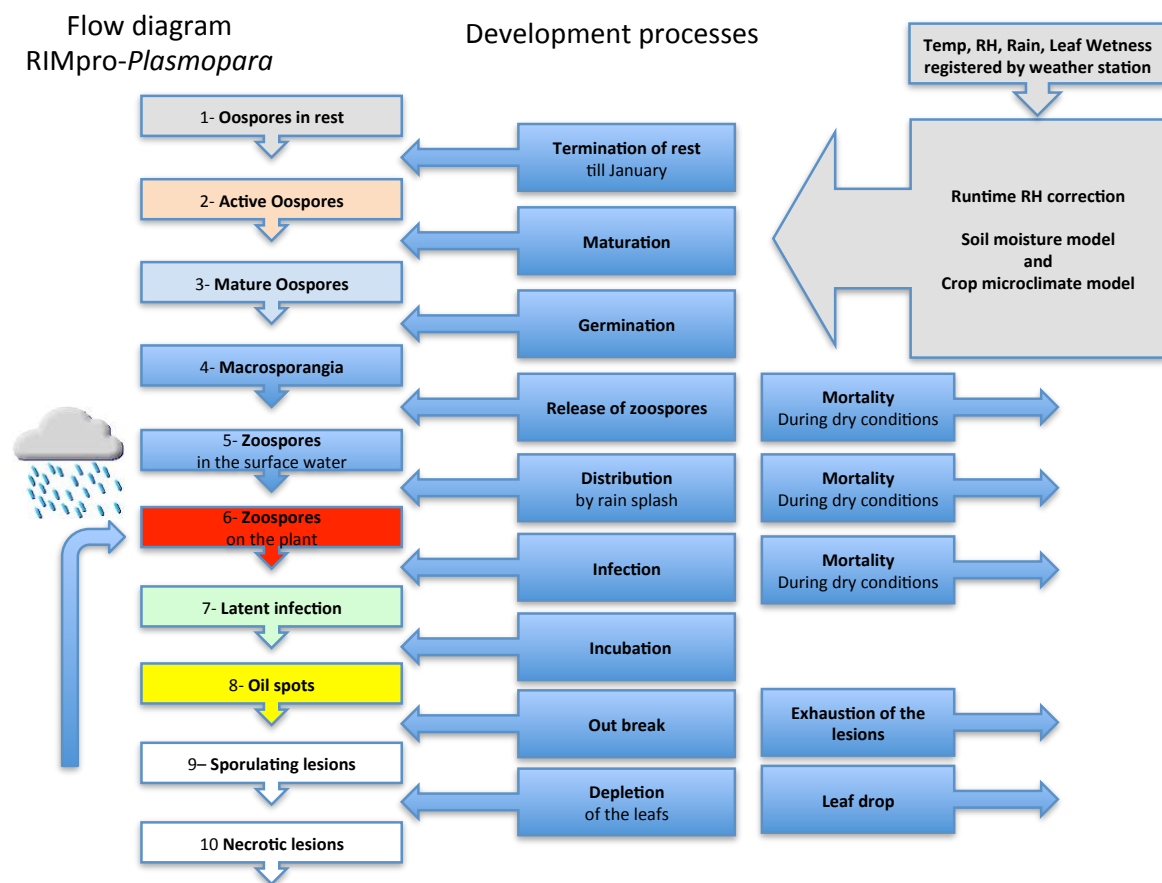 Flow diagram
RIMpro-Plasmopara
Development processes
Temp, RH, Rain, Leaf Wetness
registered by weather station
1- Oospores in rest
Termination of rest
till January
2- Active Oospores
Maturation
Runtime RH correction
Soil moisture model
and
Crop microclimate model
3- Mature Oospores
Germination
4- Macrosporangia
Release of zoospores
Mortality
During dry conditions
5- Zoospores
in the surface water
Distribution
by rain splash
Mortality
During dry conditions
6- Zoospores
on the plant
Infection
Mortality
During dry conditions
7- Latent infection
Incubation
8- Oil spots
Out break
Exhaustion of the
lesions
9– Sporulating lesions
Depletion
of the leafs
Leaf drop
10 Necrotic lesions